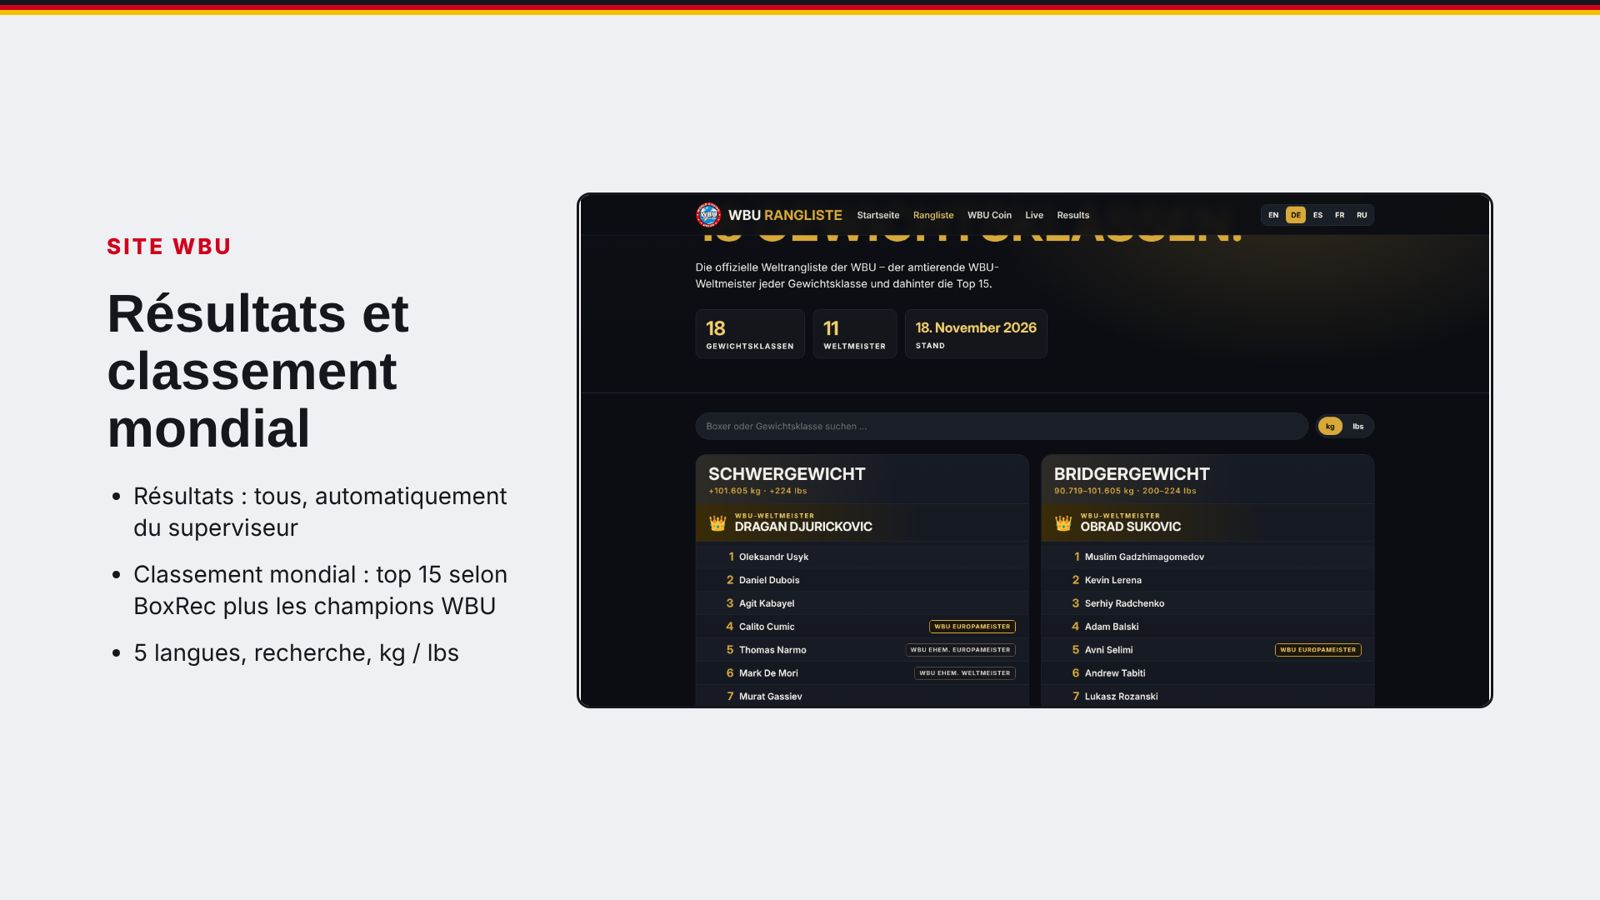 SITE WBU
Résultats et
classement
mondial
• Résultats : tous, automatiquement
du superviseur
• Classement mondial : top 15 selon
BoxRec plus les champions WBU
• 5 langues, recherche, kg / lbs
WBU RANGLISTE Startseite Rangliste WBU Coin Live Results EN DE ES FR RU
GEWICHTSKLASSEN.
Die offizielle Weltrangliste der WBU – der amtierende WBU-
Weltmeister jeder Gewichtsklasse und dahinter die Top 15.
18 11 18. November 2026
GEWICHTSKLASSEN WELTMEISTER STAND
Boxer oder Gewichtsklasse suchen ... kg lbs
SCHWERGEWICHT
+101.605 kg · +224 lbs
WBU-WELTMEISTER
DRAGAN DJURICKOVIC
1 Oleksandr Usyk
2 Daniel Dubois
3 Agit Kabayel
4 Calito Cumic WBU EUROPAMEISTER
5 Thomas Narmo WBU EHEM. EUROPAMEISTER
6 Mark De Mori WBU EHEM. WELTMEISTER
7 Murat Gassiev
BRIDGERGEWICHT
90.719–101.605 kg · 200–224 lbs
WBU-WELTMEISTER
OBRAD SUKOVIC
1 Muslim Gadzhimagomedov
2 Kevin Lerena
3 Serhiy Radchenko
4 Adam Balski
5 Avni Selimi WBU EUROPAMEISTER
6 Andrew Tabiti
7 Lukasz Rozanski